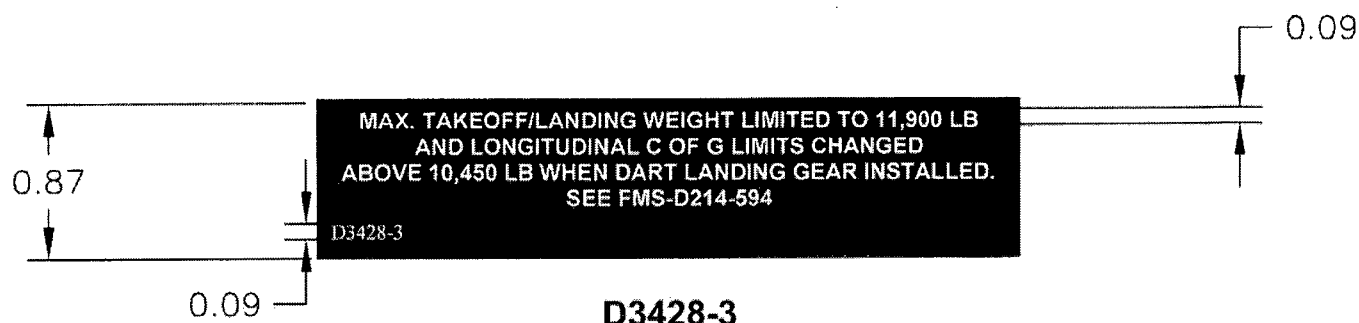 0.09
MAX. TAKEOFF/LANDING WEIGHT LIMITED TO 11,900 LB
AND LONGITUDINAL C OF G LIMITS CHANGED
ABOVE 10,450 LB WHEN DART LANDING GEAR INSTALLED.
SEE FMS-D214-594
0.87
D3428-3
0.09
D3428-3